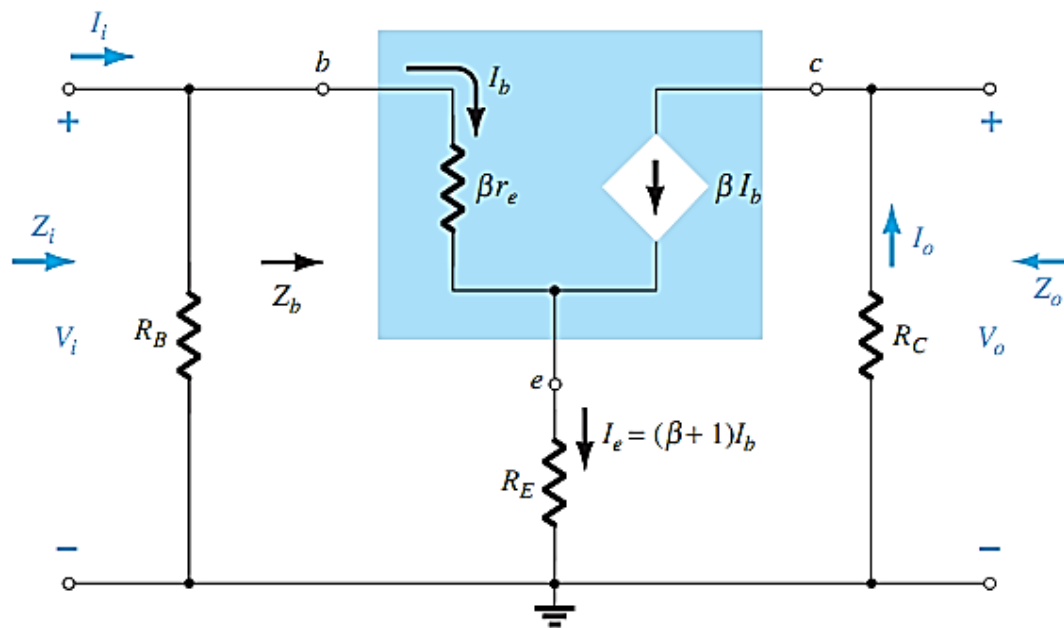 I_i
b
I_b
c
+
+
βr_e
βI_b
Z_i
Z_b
I_o
Z_o
V_i
R_B
R_C
V_o
e
I_e = (β + 1)I_b
R_E
−
−